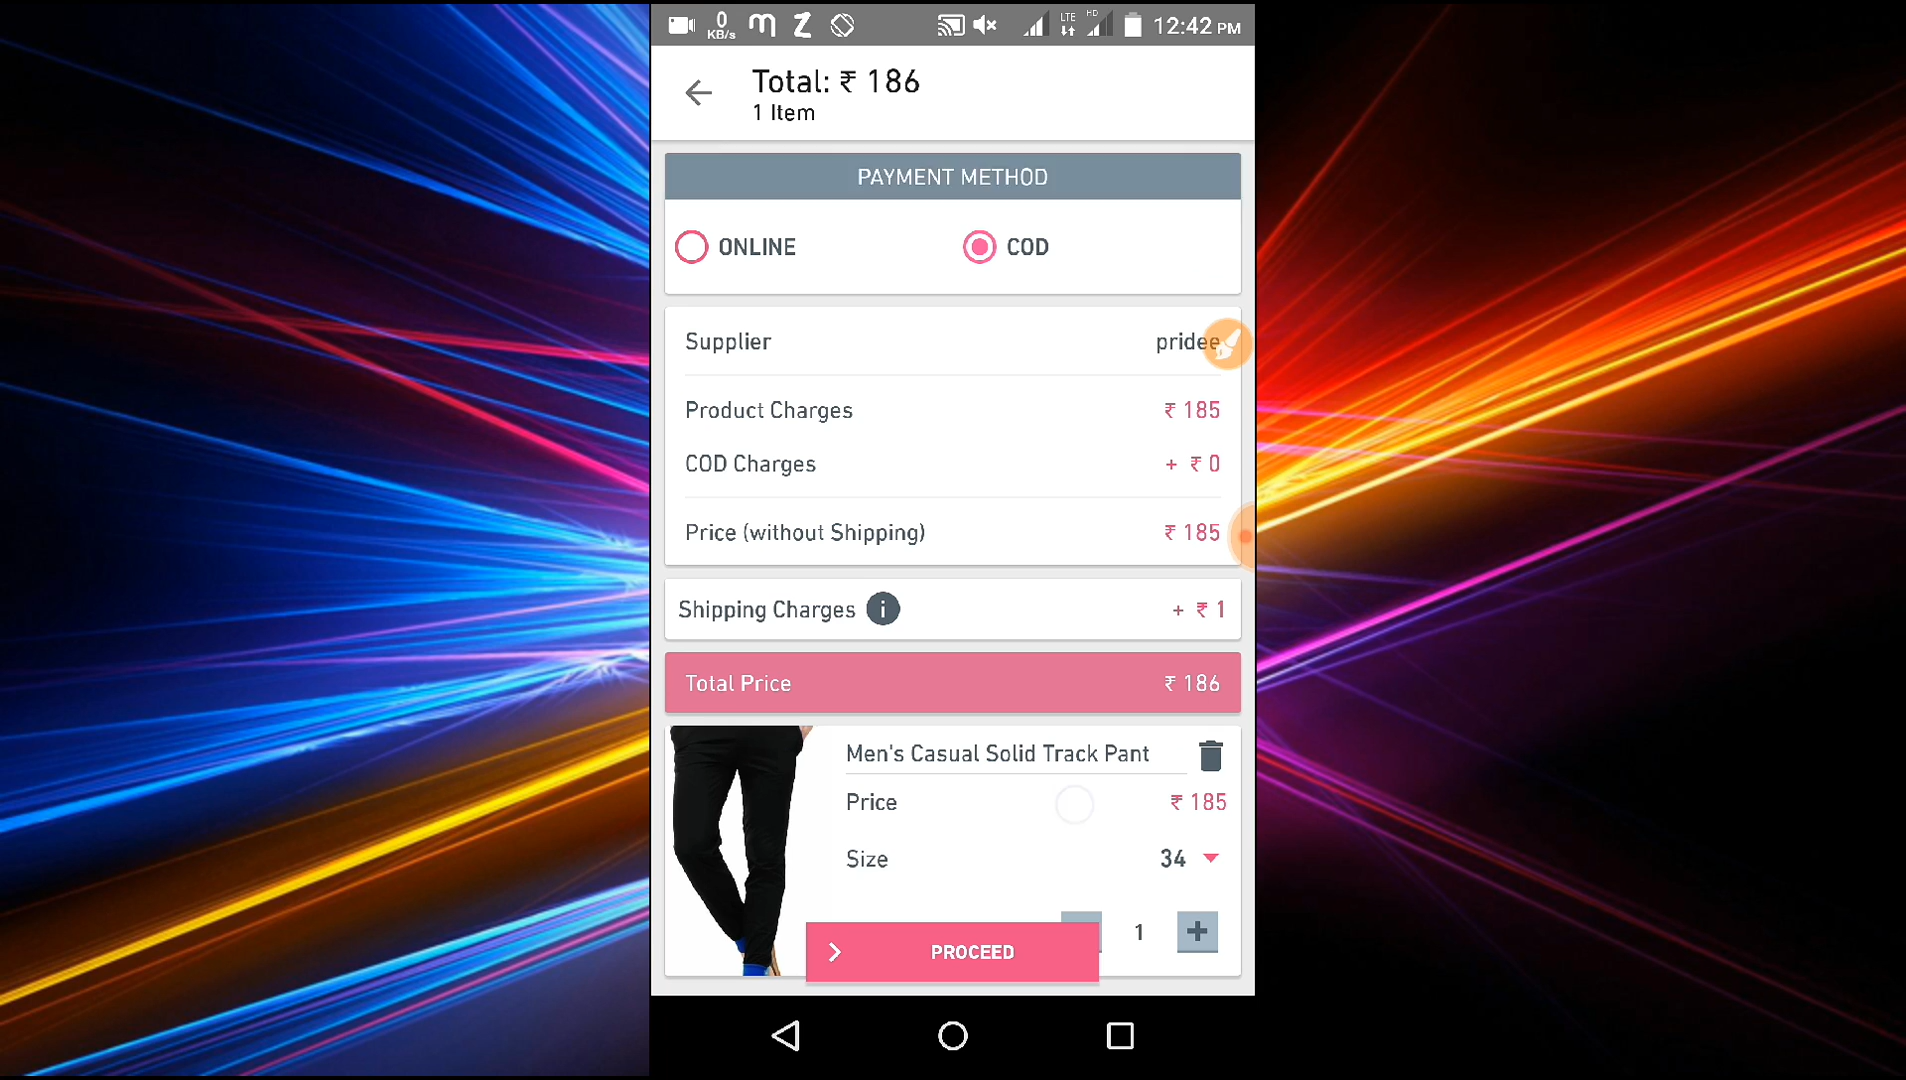 0
KB/s
LTE
HD
12:42 PM
Total: ₹ 186
1 Item
PAYMENT METHOD
ONLINE
COD
Supplier pridee
Product Charges ₹ 185
COD Charges + ₹ 0
Price (without Shipping) ₹ 185
Shipping Charges i + ₹ 1
Total Price ₹ 186
Men's Casual Solid Track Pant
Price ₹ 185
Size 34
1 +
PROCEED